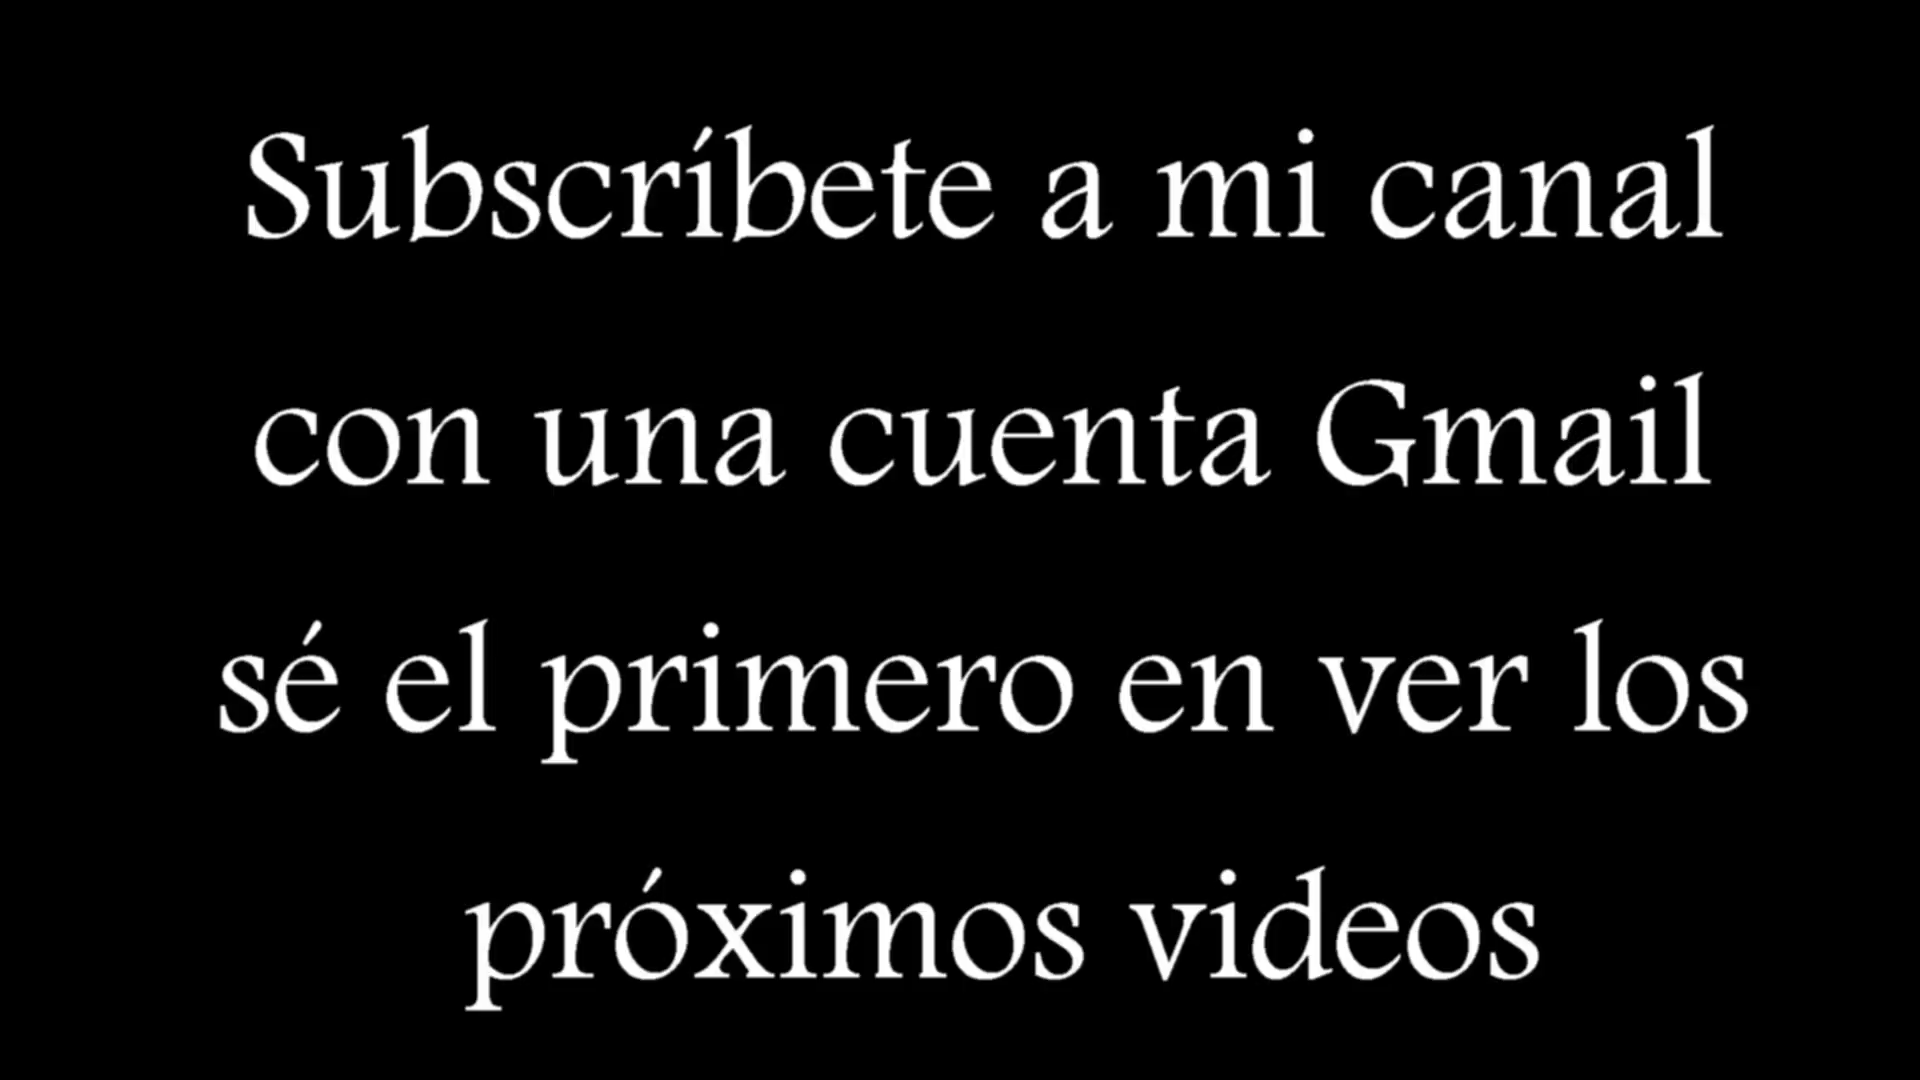 Subscríbete a mi canal
con una cuenta Gmail
sé el primero en ver los
próximos videos